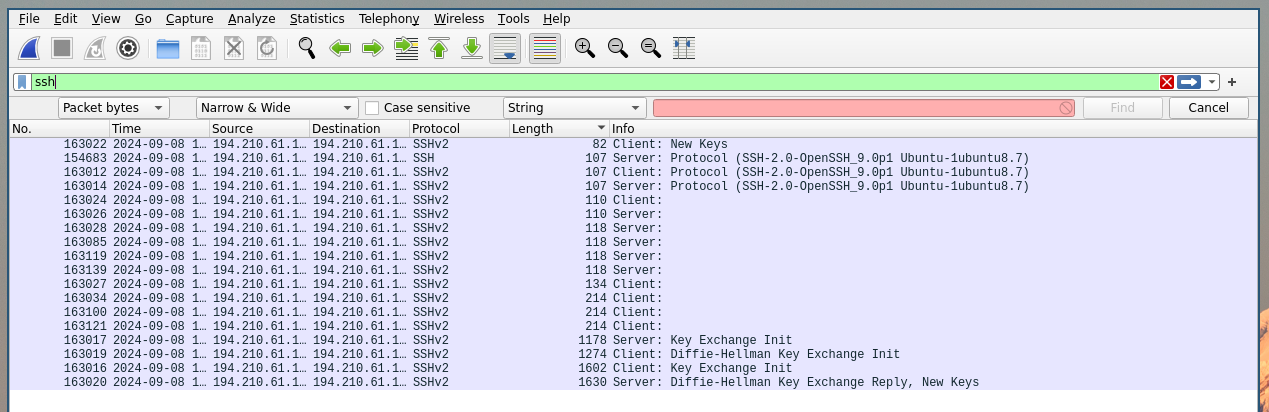 File Edit View Go Capture Analyze Statistics Telephony Wireless Tools Help
ssh
Packet bytes Narrow & Wide Case sensitive String Find Cancel
No. Time Source Destination Protocol Length Info
163022 2024-09-08 1… 194.210.61.1… 194.210.61.1… SSHv2 82 Client: New Keys
154683 2024-09-08 1… 194.210.61.1… 194.210.61.1… SSH 107 Server: Protocol (SSH-2.0-OpenSSH_9.0p1 Ubuntu-1ubuntu8.7)
163012 2024-09-08 1… 194.210.61.1… 194.210.61.1… SSHv2 107 Client: Protocol (SSH-2.0-OpenSSH_9.0p1 Ubuntu-1ubuntu8.7)
163014 2024-09-08 1… 194.210.61.1… 194.210.61.1… SSHv2 107 Server: Protocol (SSH-2.0-OpenSSH_9.0p1 Ubuntu-1ubuntu8.7)
163024 2024-09-08 1… 194.210.61.1… 194.210.61.1… SSHv2 110 Client:
163026 2024-09-08 1… 194.210.61.1… 194.210.61.1… SSHv2 110 Server:
163028 2024-09-08 1… 194.210.61.1… 194.210.61.1… SSHv2 118 Server:
163085 2024-09-08 1… 194.210.61.1… 194.210.61.1… SSHv2 118 Server:
163119 2024-09-08 1… 194.210.61.1… 194.210.61.1… SSHv2 118 Server:
163139 2024-09-08 1… 194.210.61.1… 194.210.61.1… SSHv2 118 Server:
163027 2024-09-08 1… 194.210.61.1… 194.210.61.1… SSHv2 134 Client:
163034 2024-09-08 1… 194.210.61.1… 194.210.61.1… SSHv2 214 Client:
163100 2024-09-08 1… 194.210.61.1… 194.210.61.1… SSHv2 214 Client:
163121 2024-09-08 1… 194.210.61.1… 194.210.61.1… SSHv2 214 Client:
163017 2024-09-08 1… 194.210.61.1… 194.210.61.1… SSHv2 1178 Server: Key Exchange Init
163019 2024-09-08 1… 194.210.61.1… 194.210.61.1… SSHv2 1274 Client: Diffie-Hellman Key Exchange Init
163016 2024-09-08 1… 194.210.61.1… 194.210.61.1… SSHv2 1602 Client: Key Exchange Init
163020 2024-09-08 1… 194.210.61.1… 194.210.61.1… SSHv2 1630 Server: Diffie-Hellman Key Exchange Reply, New Keys